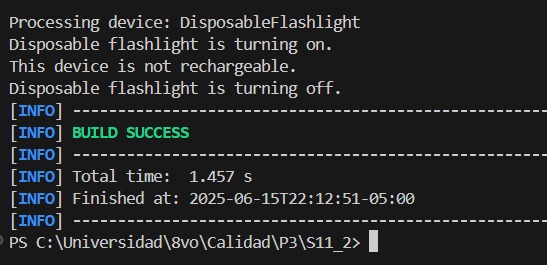 Processing device: DisposableFlashlight
Disposable flashlight is turning on.
This device is not rechargeable.
Disposable flashlight is turning off.
[INFO] ------------------------------------------------
[INFO] BUILD SUCCESS
[INFO] ------------------------------------------------
[INFO] Total time:  1.457 s
[INFO] Finished at: 2025-06-15T22:12:51-05:00
[INFO] ------------------------------------------------
PS C:\Universidad\8vo\Calidad\P3\S11_2>